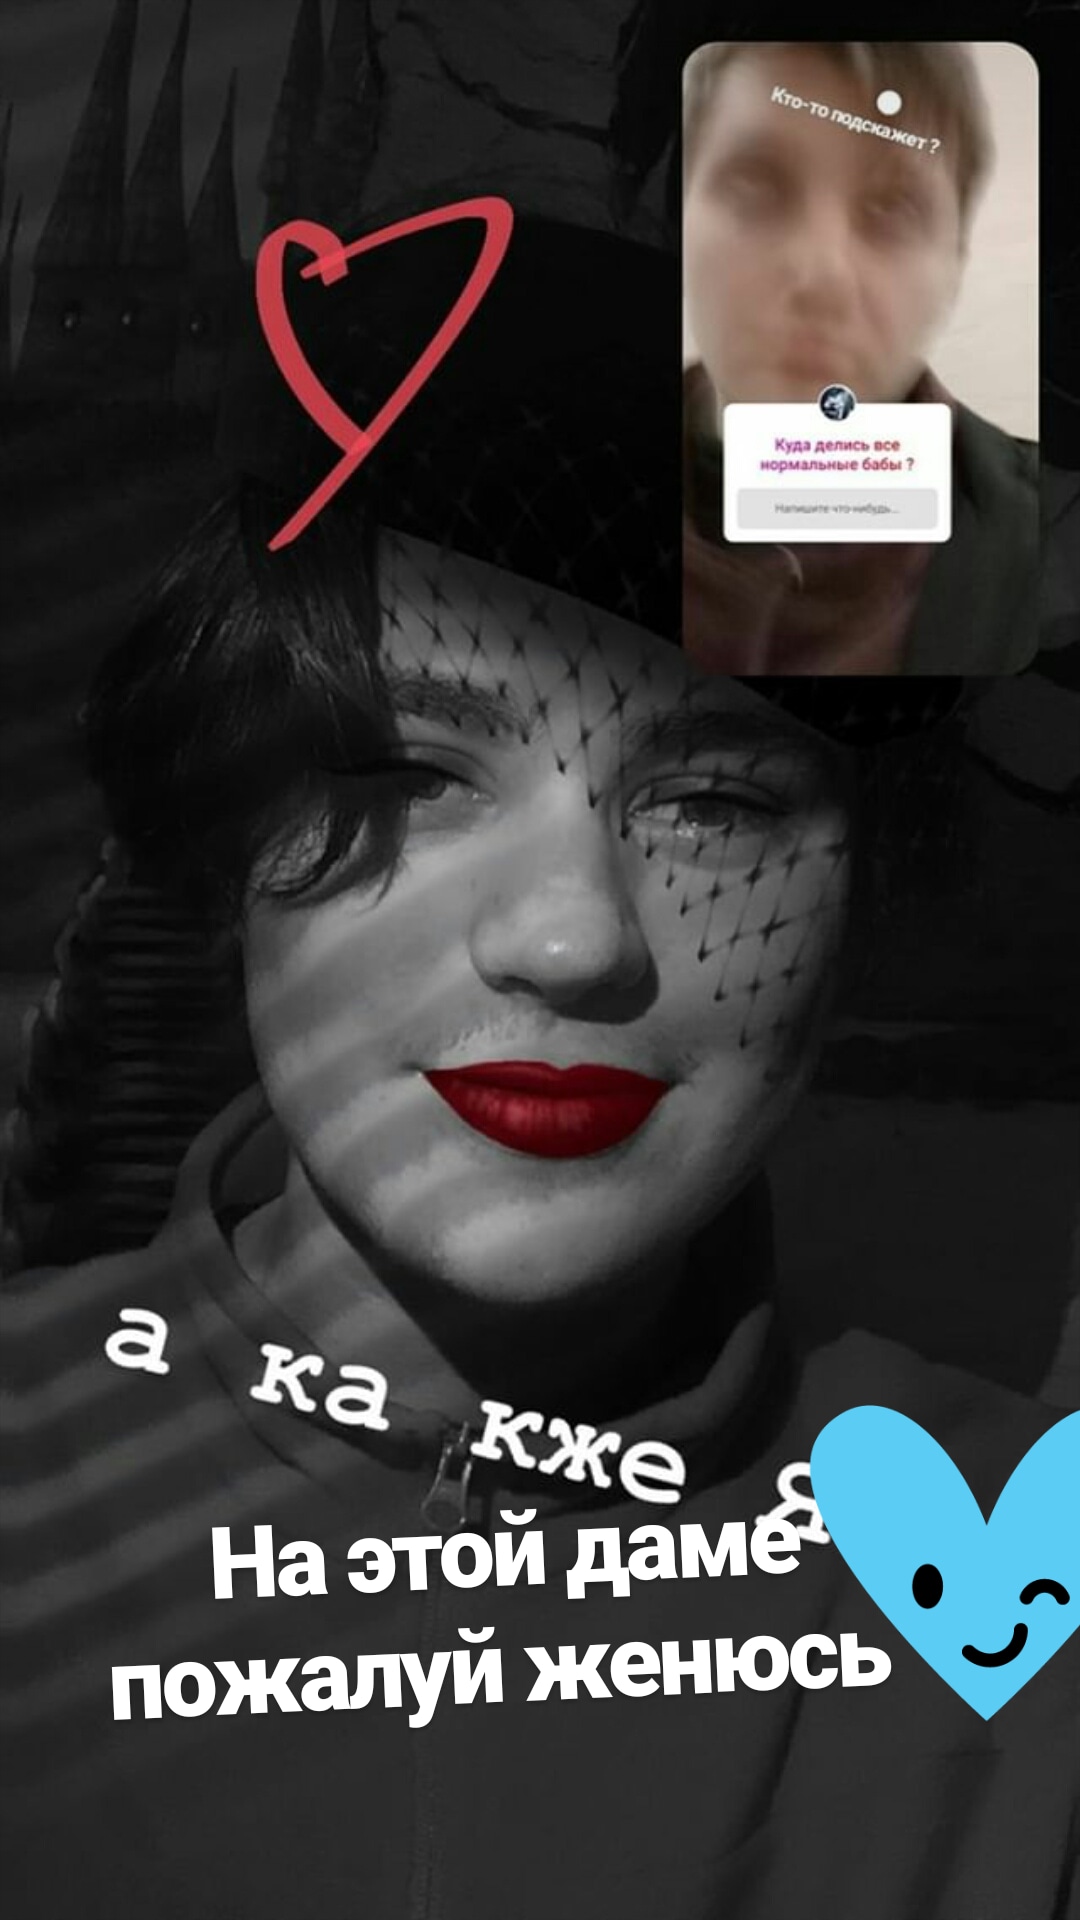 Кто-то подскажет ?
Куда делись все
нормальные бабы ?
Напишите что-нибудь...
а ка кже я
На этой даме
пожалуй женюсь